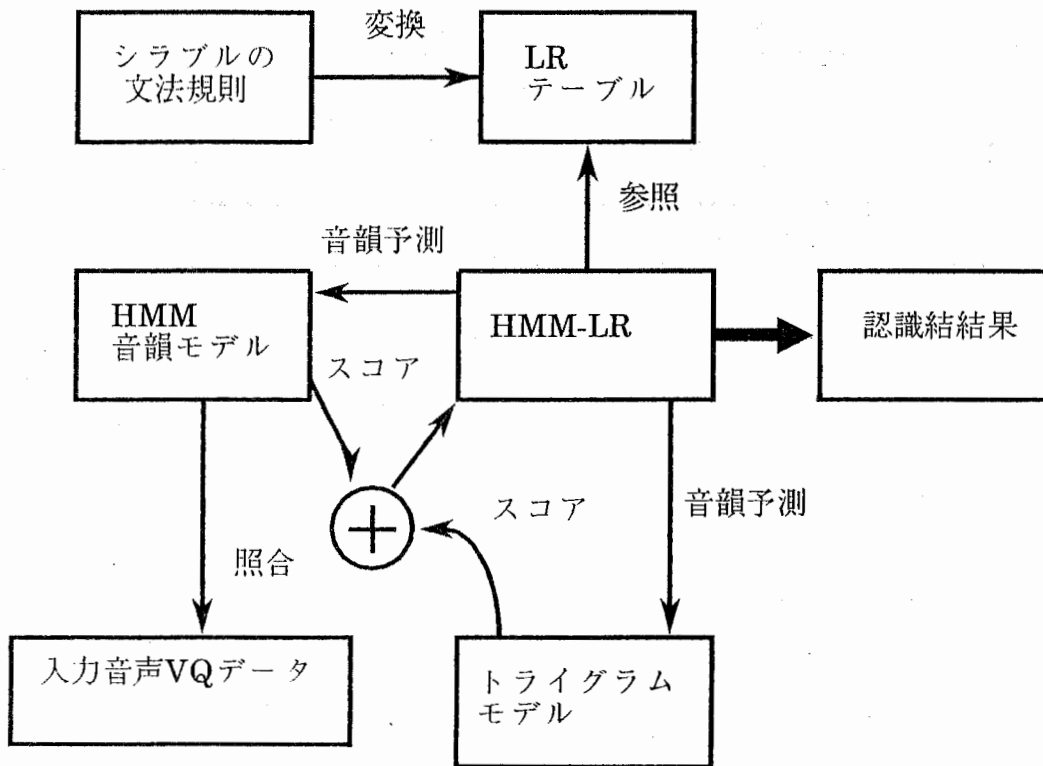 シラブルの
文法規則
変換
LR
テーブル
参照
音韻予測
HMM
音韻モデル
HMM-LR
認識結結果
スコア
スコア
音韻予測
照合
入力音声VQデータ
トライグラム
モデル